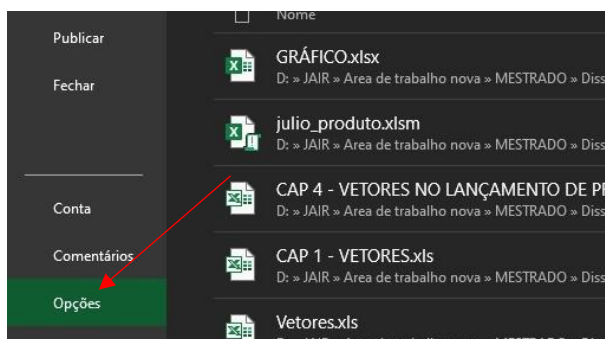 Publicar
Fechar
Conta
Comentários
Opções
Nome
GRÁFICO.xlsx
D: » JAIR » Area de trabalho nova » MESTRADO » Diss
julio_produto.xlsm
D: » JAIR » Area de trabalho nova » MESTRADO » Diss
CAP 4 - VETORES NO LANÇAMENTO DE
D: » JAIR » Area de trabalho nova » MESTRADO » Diss
CAP 1 - VETORES.xls
D: » JAIR » Area de trabalho nova » MESTRADO » Diss
Vetores.xls